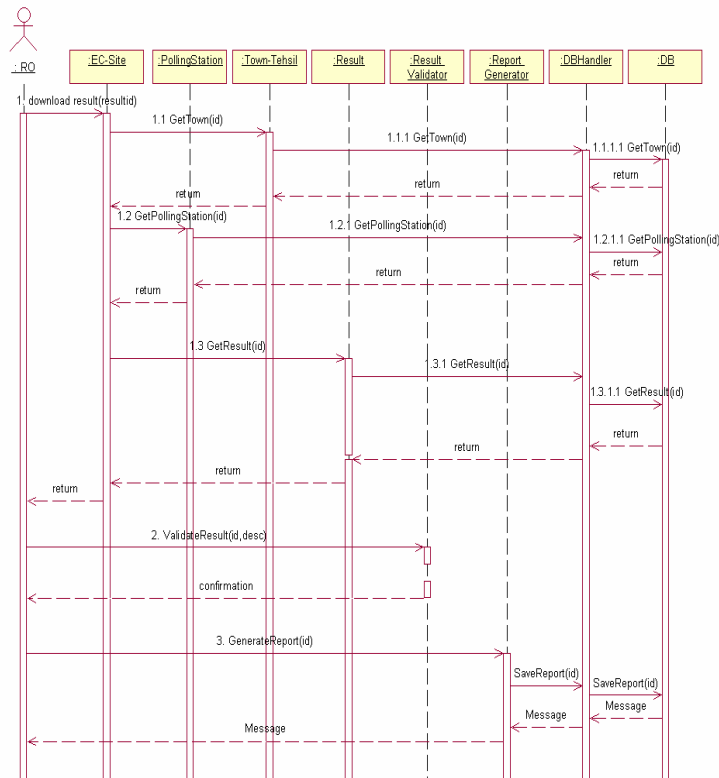 : RO
:EC-Site
:PollingStation
:Town-Tehsil
:Result
:Result
Validator
:Report
Generator
:DBHandler
:DB
1. download result(resultid)
1.1 GetTown(id)
1.1.1 GetTown(id)
1.1.1.1 GetTown(id)
return
return
return
1.2 GetPollingStation(id)
1.2.1 GetPollingStation(id)
1.2.1.1 GetPollingStation(id)
return
return
return
1.3 GetResult(id)
1.3.1 GetResult(id)
1.3.1.1 GetResult(id)
return
return
return
return
2. ValidateResult(id,desc)
confirmation
3. GenerateReport(id)
SaveReport(id)
SaveReport(id)
Message
Message
Message